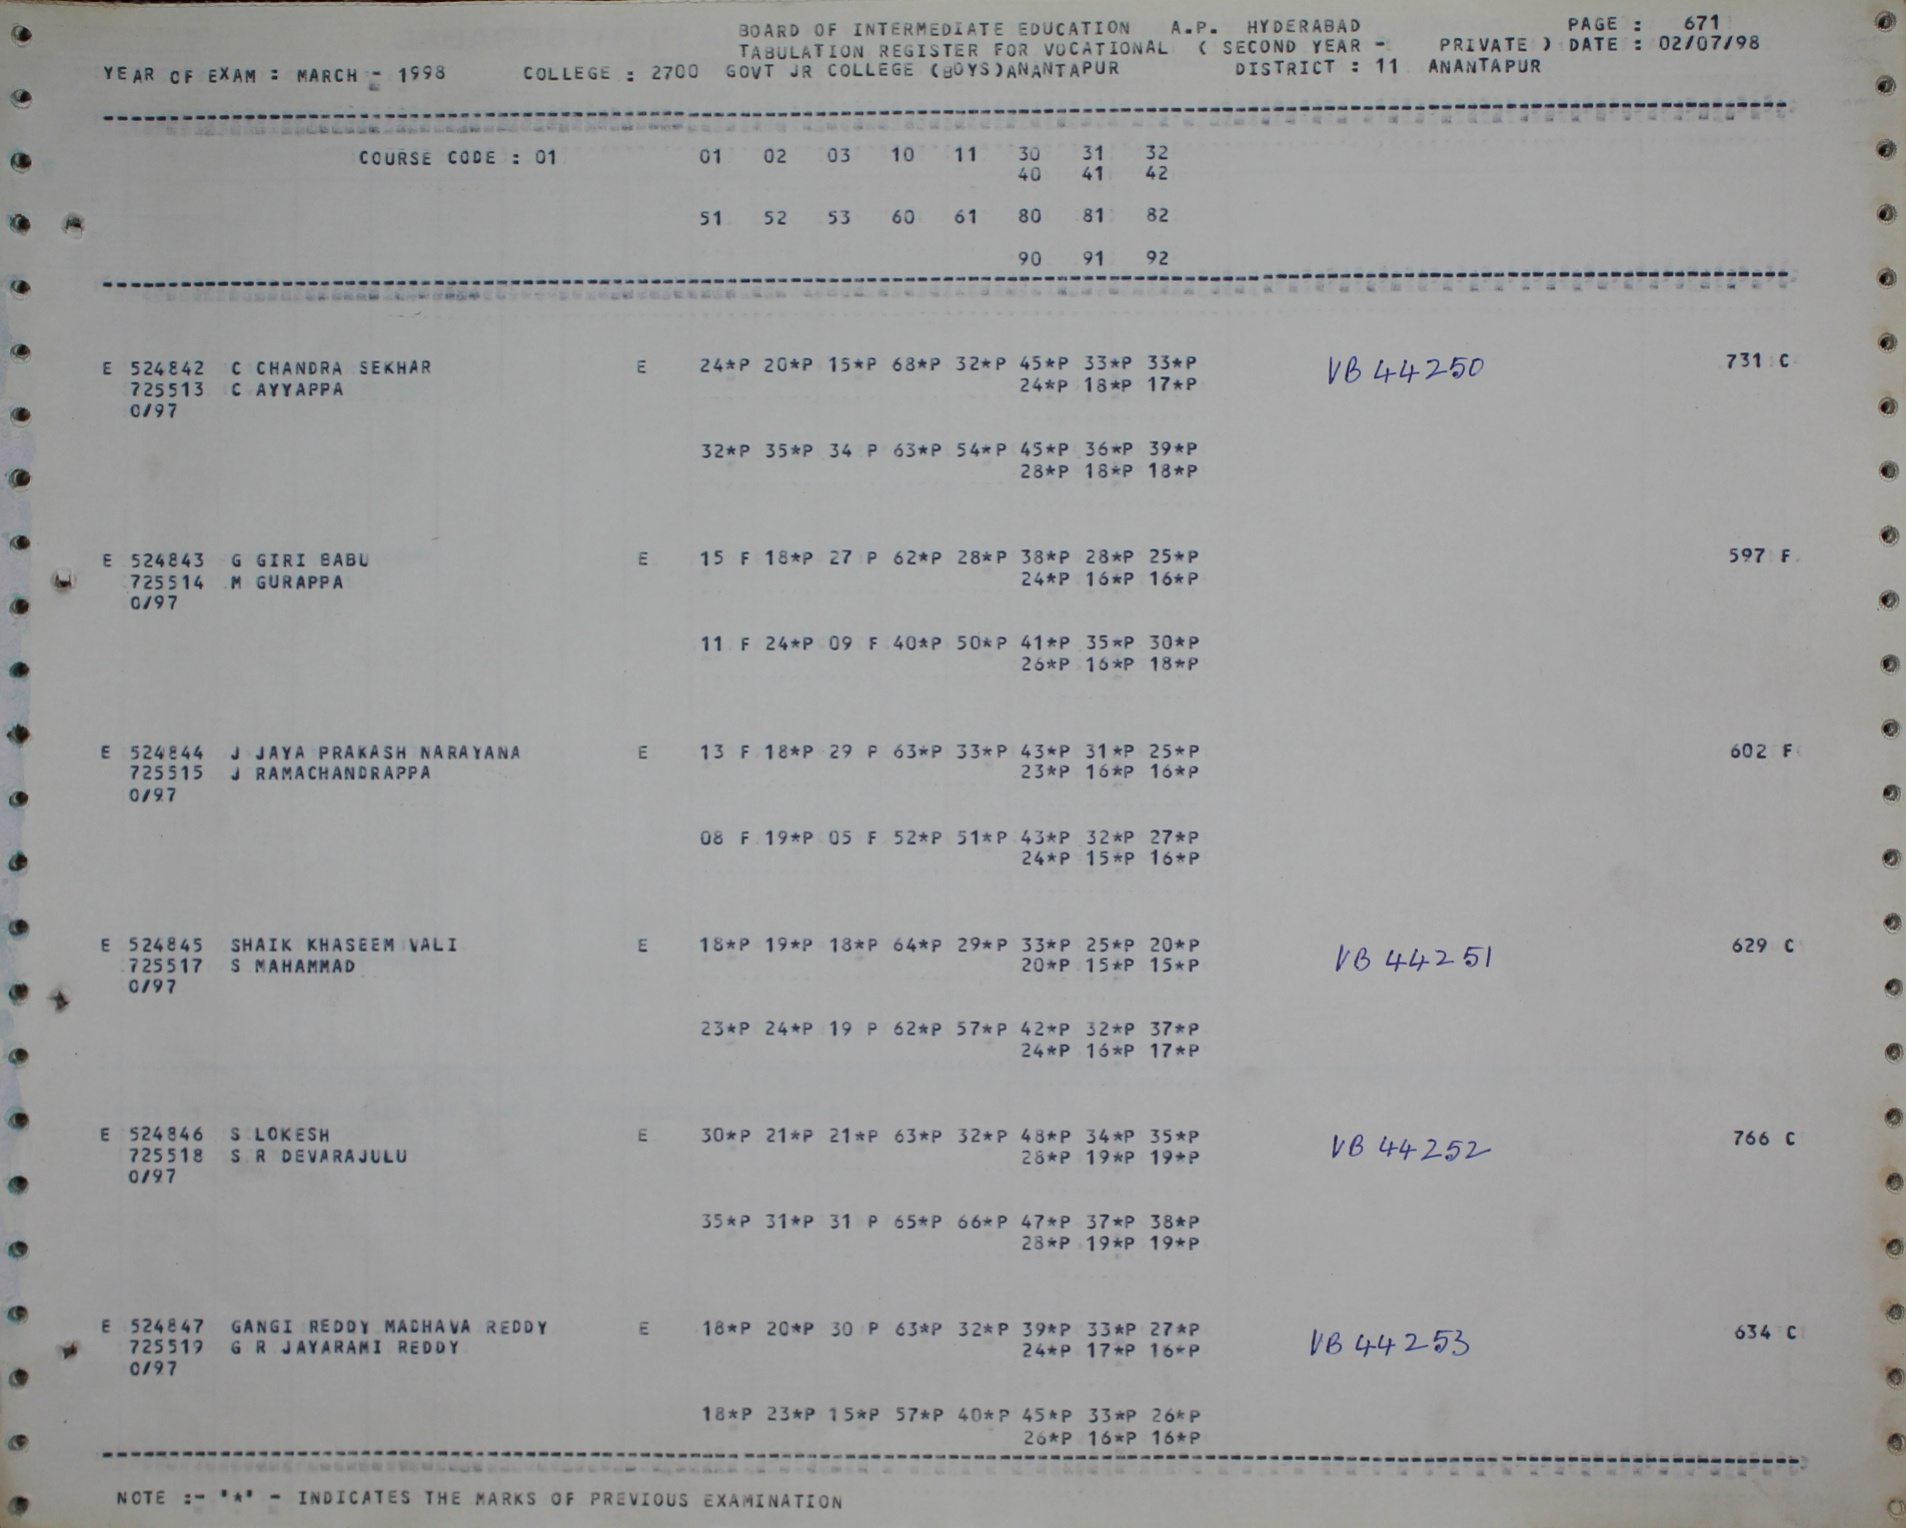 BOARD OF INTERMEDIATE EDUCATION A.P. HYDERABAD PAGE : 671
TABULATION REGISTER FOR VOCATIONAL ( SECOND YEAR - PRIVATE ) DATE : 02/07/98
YEAR OF EXAM : MARCH - 1998 COLLEGE : 2700 GOVT JR COLLEGE (BOYS)ANANTAPUR DISTRICT : 11 ANANTAPUR
COURSE CODE : 01 01 02 03 10 11 30 31 32
40 41 42
51 52 53 60 61 80 81 82
90 91 92
E 524842 C CHANDRA SEKHAR E 24*P 20*P 15*P 68*P 32*P 45*P 33*P 33*P VB 44250 731 C
725513 C AYYAPPA 24*P 18*P 17*P
0/97
32*P 35*P 34 P 63*P 54*P 45*P 36*P 39*P
28*P 18*P 18*P
E 524843 G GIRI BABU E 15 F 18*P 27 P 62*P 28*P 38*P 28*P 25*P 597 F
725514 M GURAPPA 24*P 16*P 16*P
0/97
11 F 24*P 09 F 40*P 50*P 41*P 35*P 30*P
26*P 16*P 18*P
E 524844 J JAYA PRAKASH NARAYANA E 13 F 18*P 29 P 63*P 33*P 43*P 31*P 25*P 602 F
725515 J RAMACHANDRAPPA 23*P 16*P 16*P
0/97
08 F 19*P 05 F 52*P 51*P 43*P 32*P 27*P
24*P 15*P 16*P
E 524845 SHAIK KHASEEM VALI E 18*P 19*P 18*P 64*P 29*P 33*P 25*P 20*P VB 44251 629 C
725517 S MAHAMMAD 20*P 15*P 15*P
0/97
23*P 24*P 19 P 62*P 57*P 42*P 32*P 37*P
24*P 16*P 17*P
E 524846 S LOKESH E 30*P 21*P 21*P 63*P 32*P 48*P 34*P 35*P VB 44252 766 C
725518 S R DEVARAJULU 28*P 19*P 19*P
0/97
35*P 31*P 31 P 65*P 66*P 47*P 37*P 38*P
28*P 19*P 19*P
E 524847 GANGI REDDY MADHAVA REDDY E 18*P 20*P 30 P 63*P 32*P 39*P 33*P 27*P VB 44253 634 C
725519 G R JAYARAMI REDDY 24*P 17*P 16*P
0/97
18*P 23*P 15*P 57*P 40*P 45*P 33*P 26*P
26*P 16*P 16*P
NOTE :- "*" - INDICATES THE MARKS OF PREVIOUS EXAMINATION